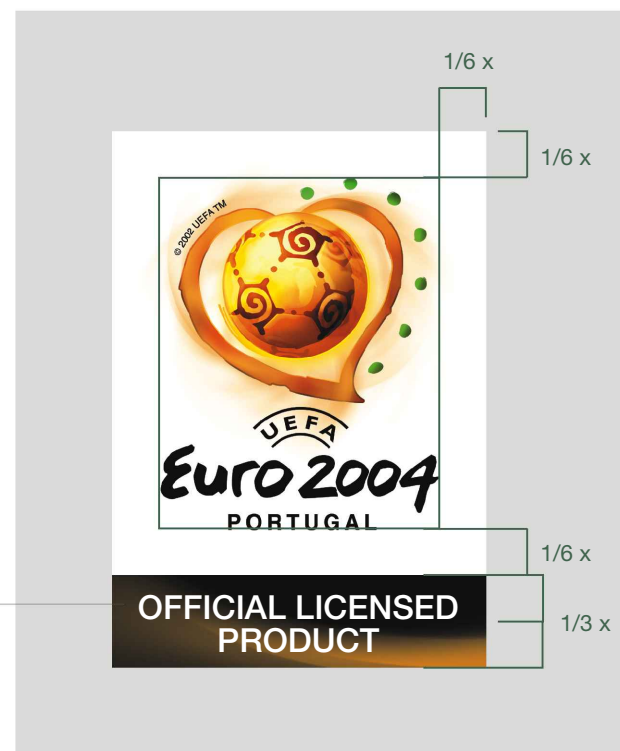 1/6 x
1/6 x
© 2002 UEFA TM
UEFA
Euro 2004
PORTUGAL
1/6 x
OFFICIAL LICENSED
PRODUCT
1/3 x